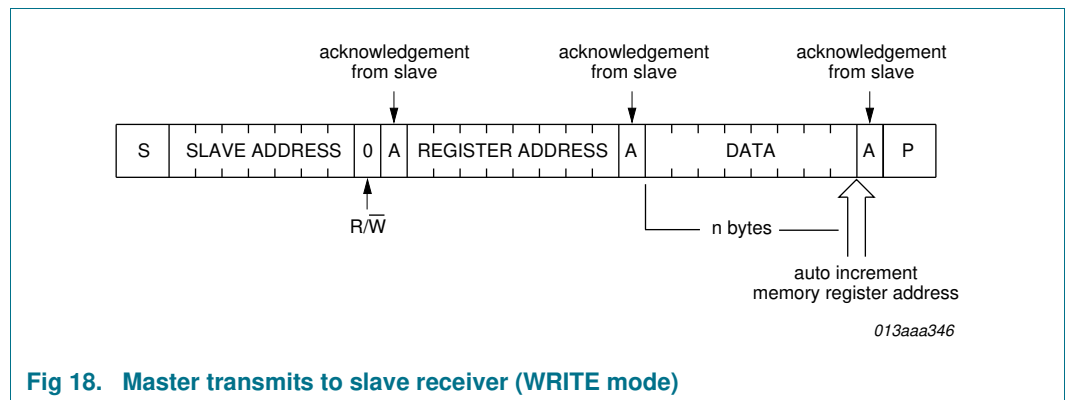 acknowledgement
from slave
acknowledgement
from slave
acknowledgement
from slave
S SLAVE ADDRESS 0 A REGISTER ADDRESS A DATA A P
R/W̅
n bytes
auto increment
memory register address
013aaa346
Fig 18. Master transmits to slave receiver (WRITE mode)